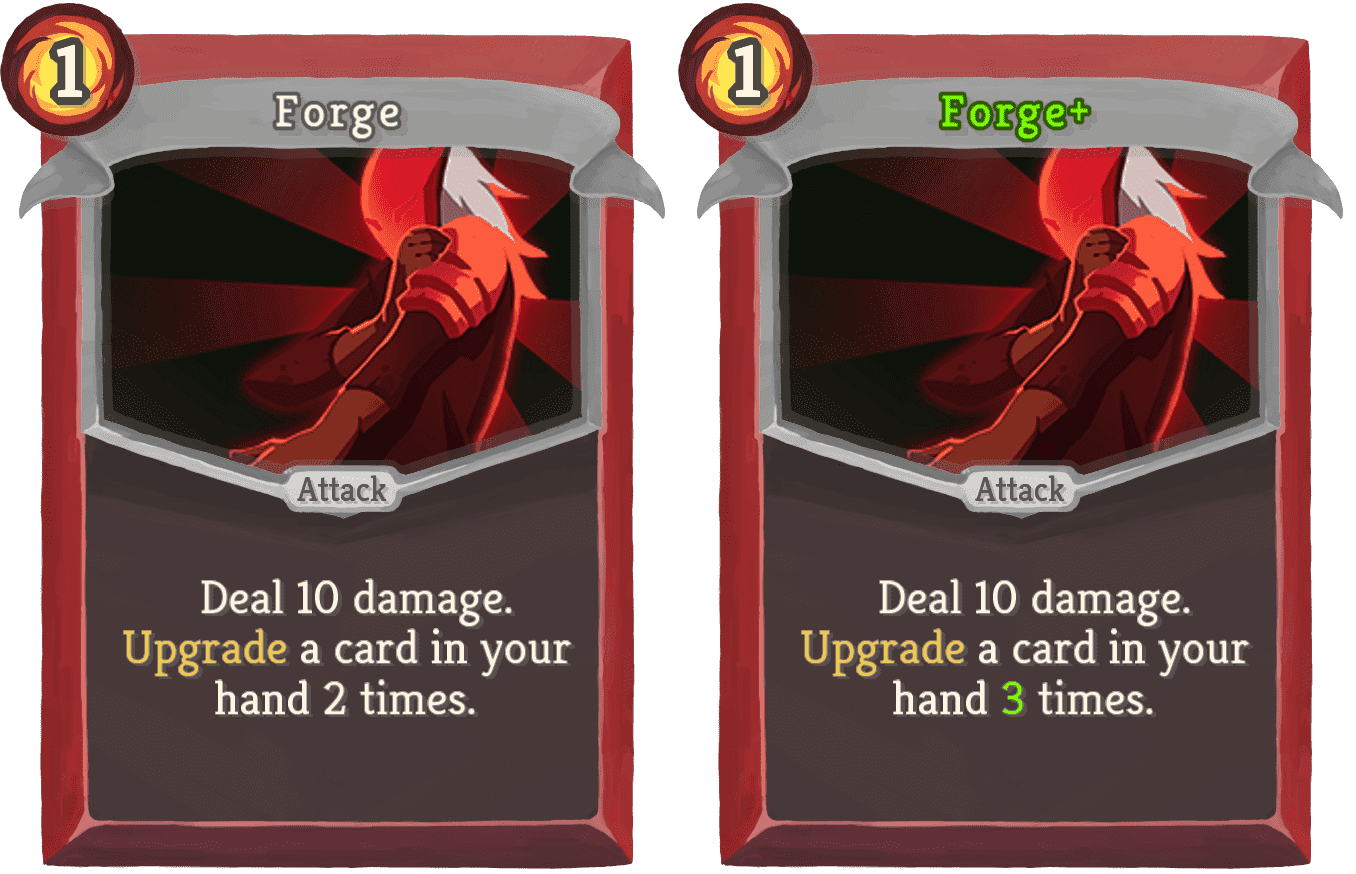 1
Forge
Attack
Deal 10 damage.
Upgrade a card in your
hand 2 times.
1
Forge+
Attack
Deal 10 damage.
Upgrade a card in your
hand 3 times.